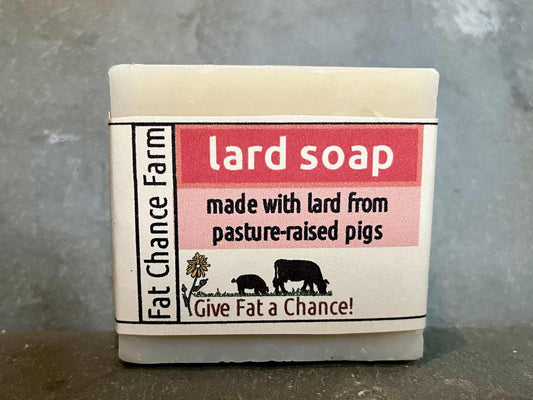 Fat Chance Farm
lard soap
made with lard from
pasture-raised pigs
Give Fat a Chance!